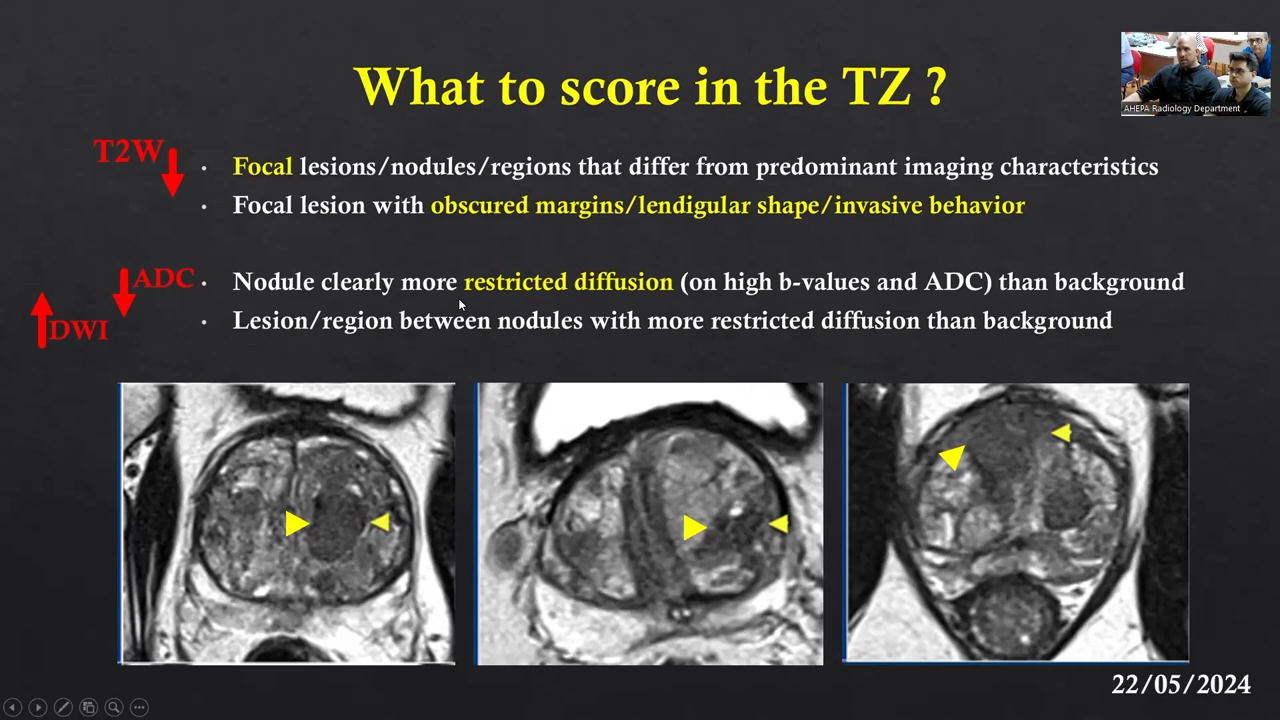 What to score in the TZ ?
AHEPA Radiology Department
T2W
Focal lesions/nodules/regions that differ from predominant imaging characteristics
Focal lesion with obscured margins/lendigular shape/invasive behavior
ADC
Nodule clearly more restricted diffusion (on high b-values and ADC) than background
DWI
Lesion/region between nodules with more restricted diffusion than background
22/05/2024